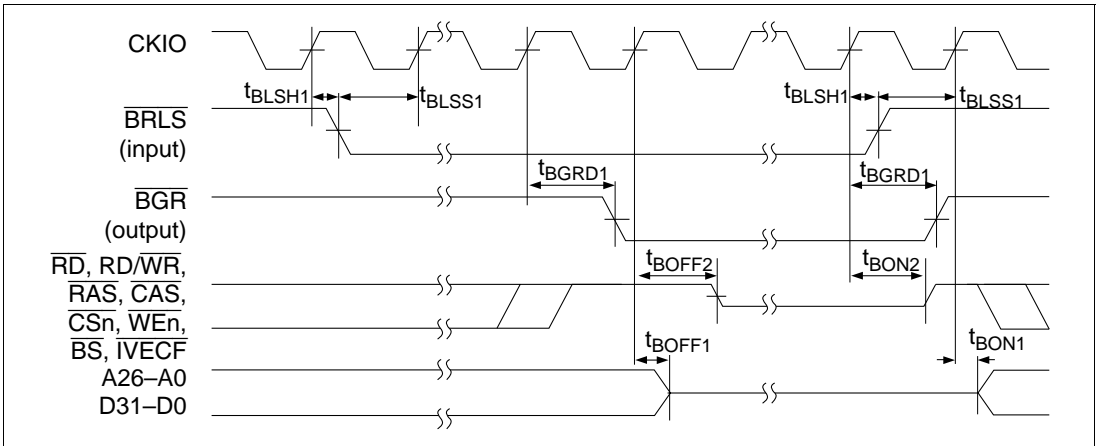 CKIO
tBLSH1 tBLSS1 tBLSH1 tBLSS1
BRLS
(input)
tBGRD1 tBGRD1
BGR
(output)
RD, RD/WR,
tBOFF2 tBON2
RAS, CAS,
CSn, WEn,
BS, IVECF
tBOFF1 tBON1
A26–A0
D31–D0